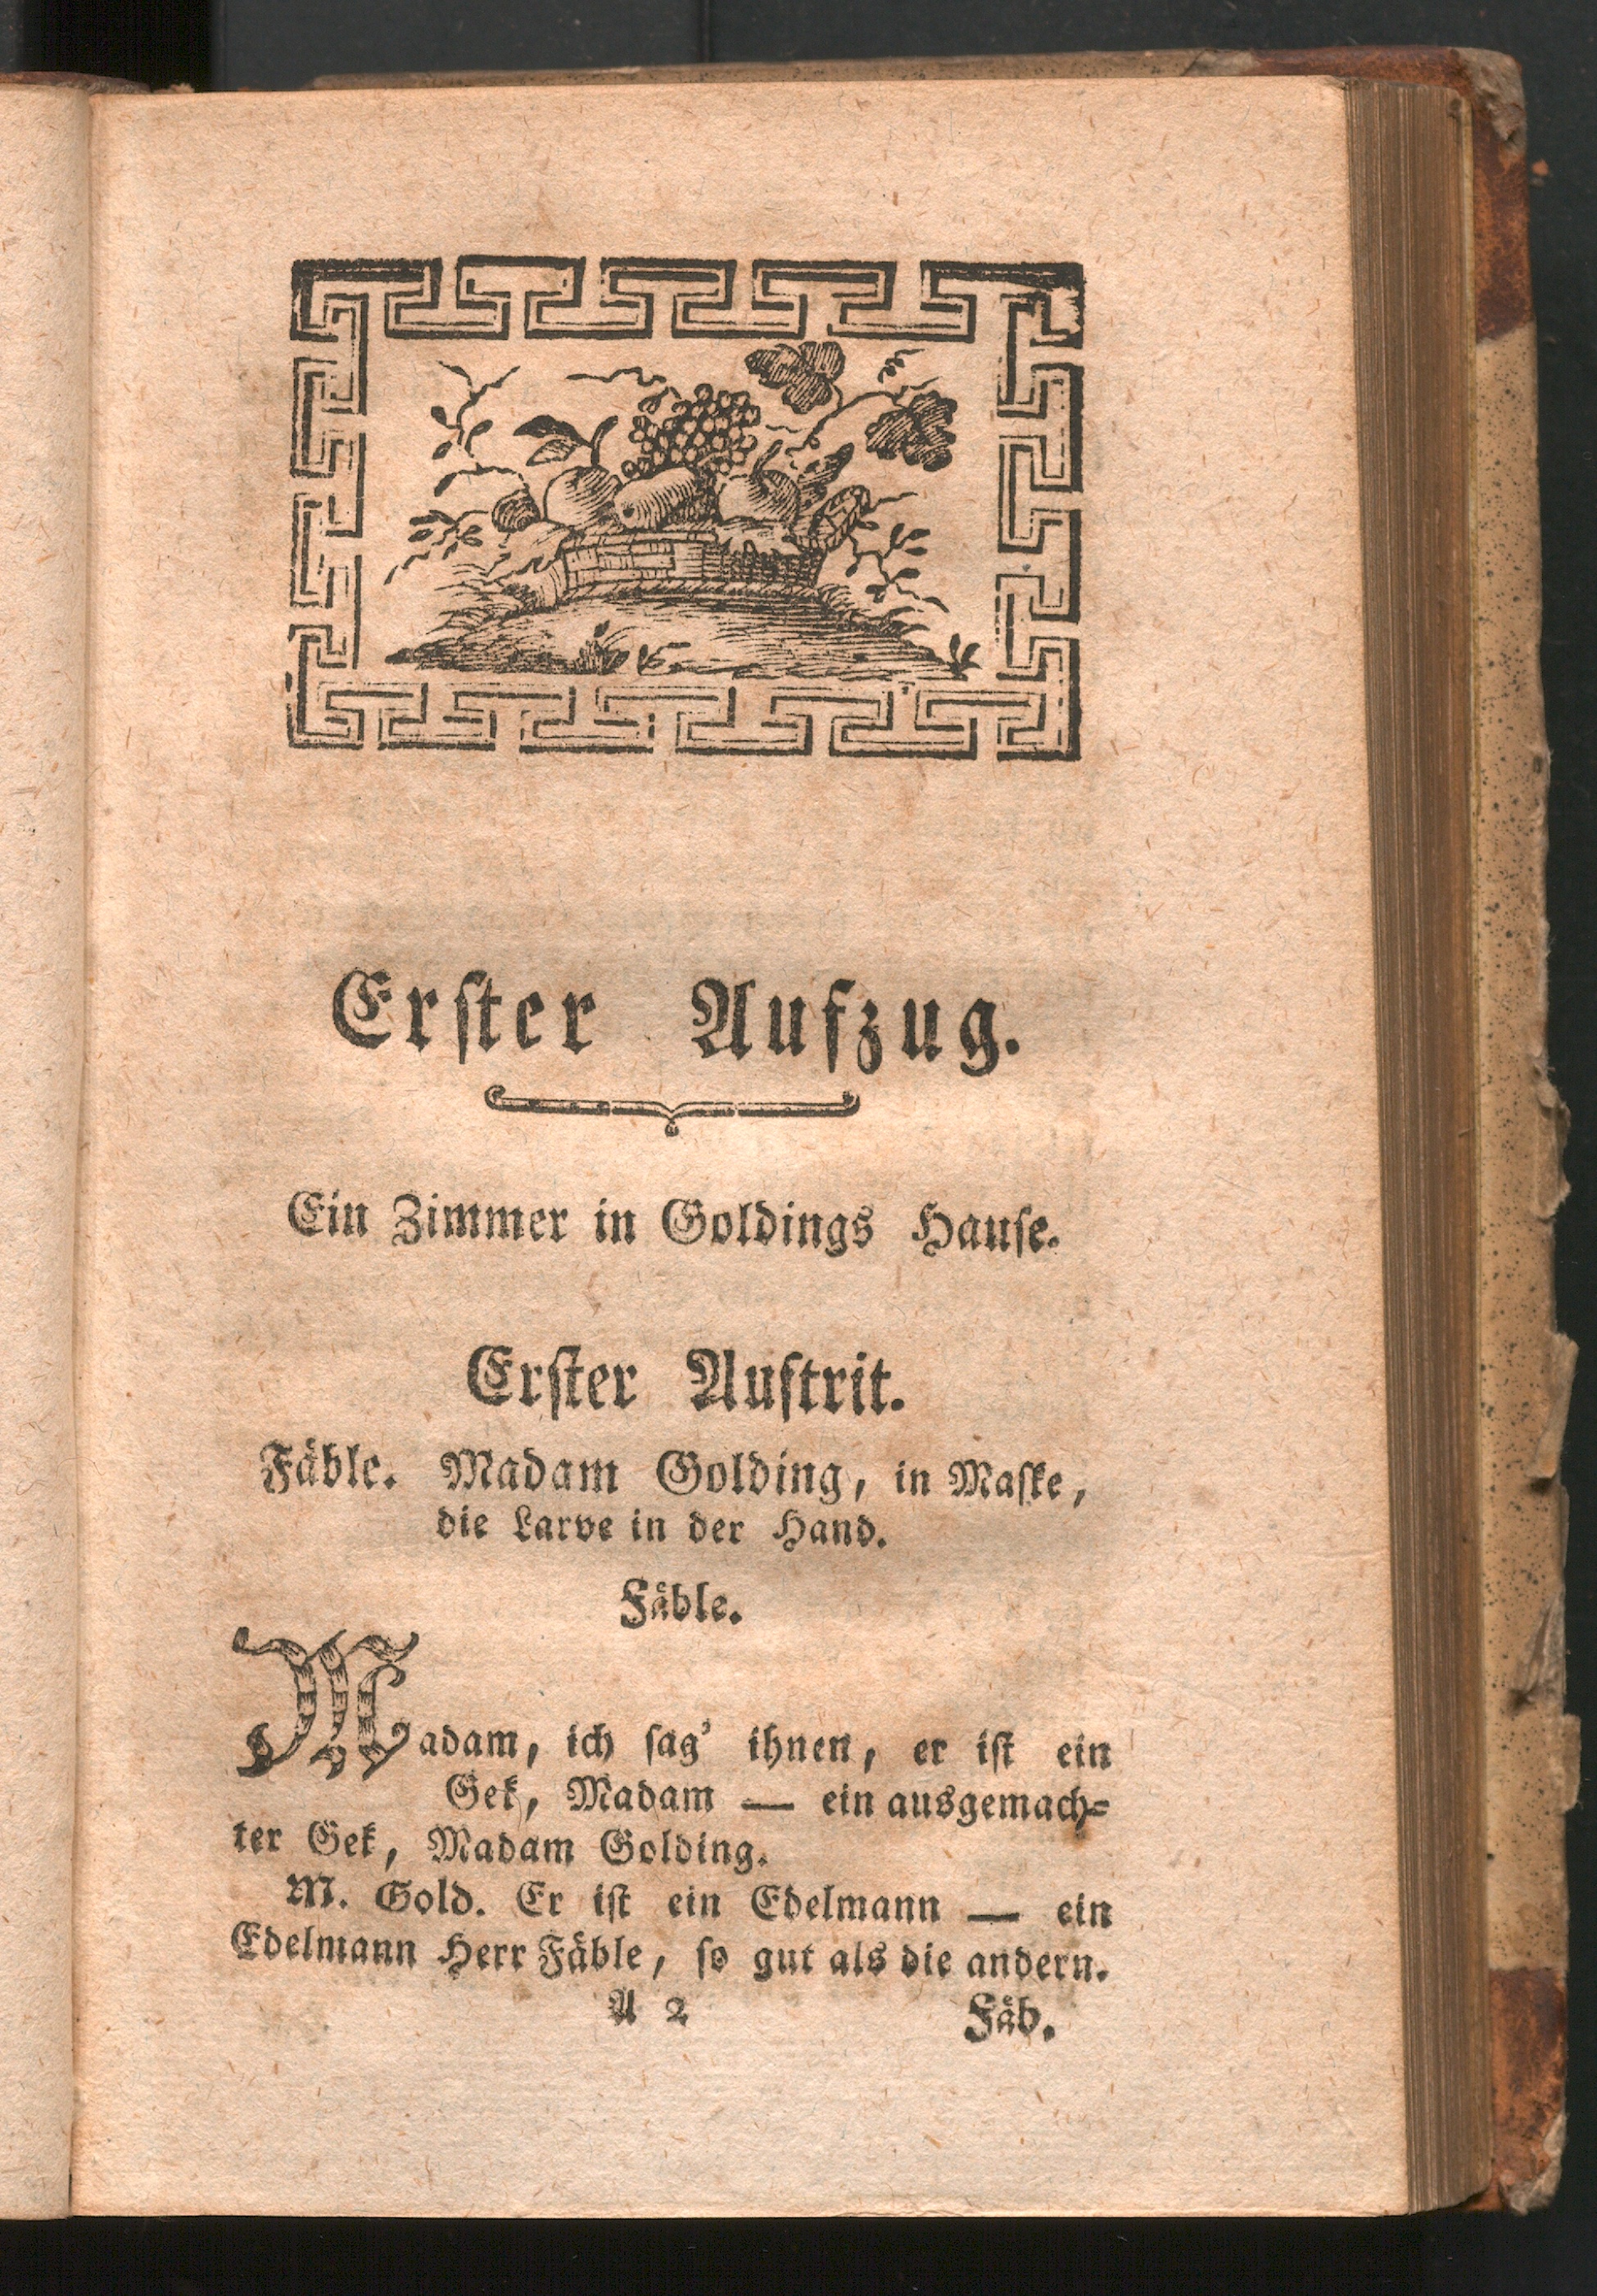 Erſter Aufzug.
Ein Zimmer in Goldings Hauſe.
Erſter Auftrit.
Fäble. Madam Golding, in Maſke,
die Larve in der Hand.
Fäble.
Madam, ich ſag' ihnen, er iſt ein
Gek, Madam — ein ausgemach=
ter Gek, Madam Golding.
M. Gold. Er iſt ein Edelmann — ein
Edelmann Herr Fäble, ſo gut als die andern.
A 2 Fäb.